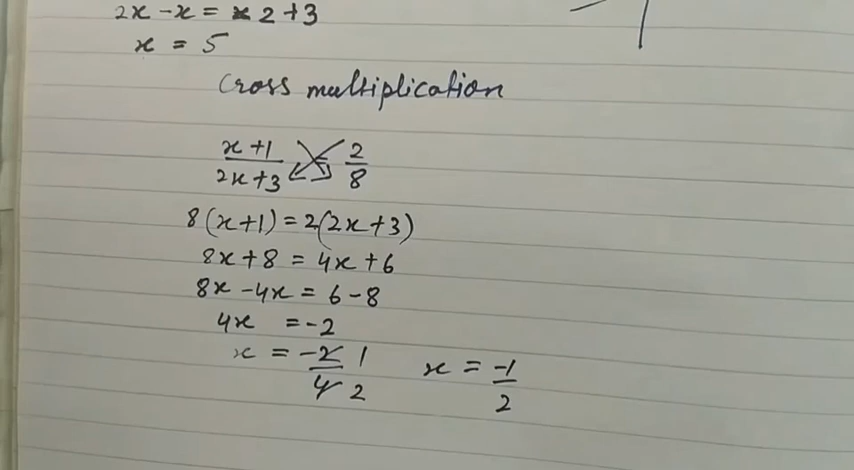 2x - x = 2 + 3
x = 5
Cross multiplication
x + 1 / 2x + 3 = 2 / 8
8(x + 1) = 2(2x + 3)
8x + 8 = 4x + 6
8x - 4x = 6 - 8
4x = -2
x = -2 / 4 1 / 2 x = -1 / 2